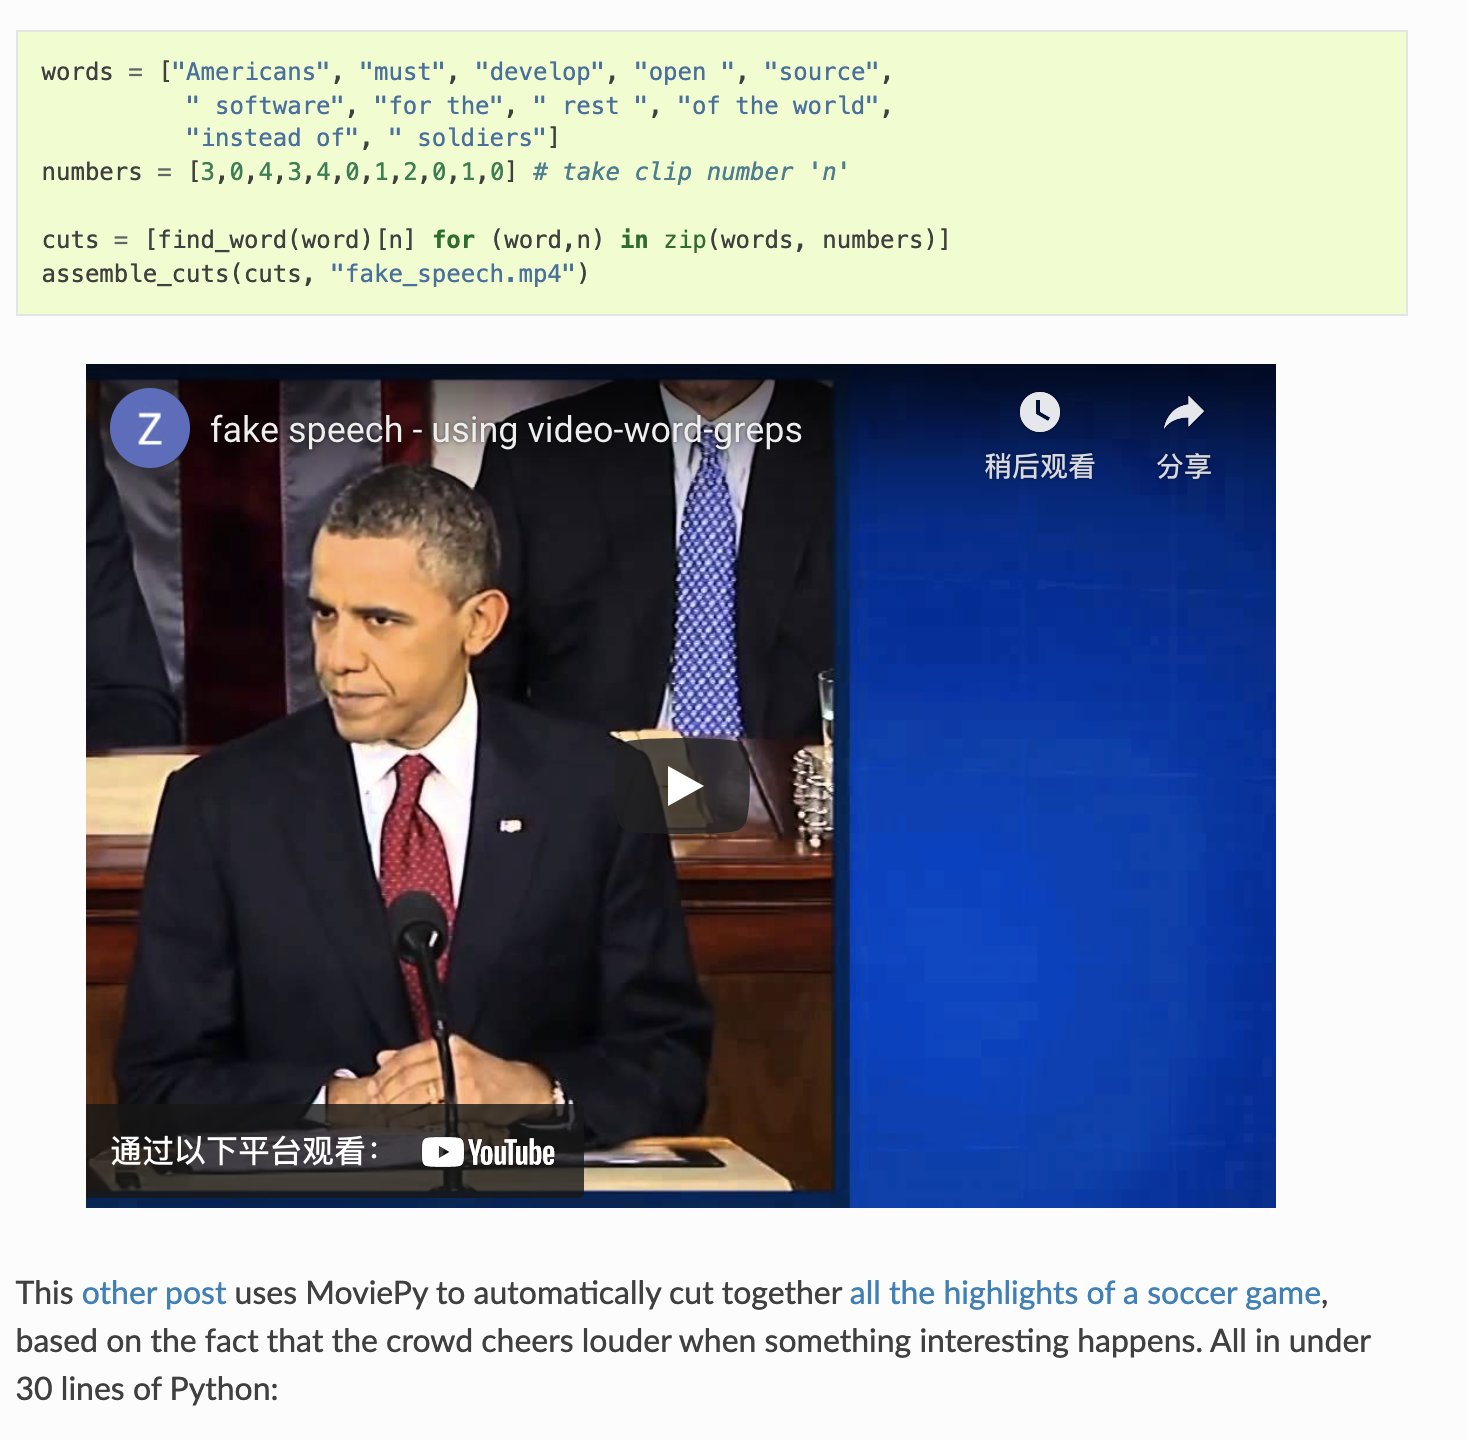 words = ["Americans", "must", "develop", "open ", "source",
" software", "for the", " rest ", "of the world",
"instead of", " soldiers"]
numbers = [3,0,4,3,4,0,1,2,0,1,0] # take clip number 'n'
cuts = [find_word(word)[n] for (word,n) in zip(words, numbers)]
assemble_cuts(cuts, "fake_speech.mp4")
Z
fake speech - using video-word-greps
稍后观看
分享
通过以下平台观看：
YouTube
This other post uses MoviePy to automatically cut together all the highlights of a soccer game,
based on the fact that the crowd cheers louder when something interesting happens. All in under
30 lines of Python: